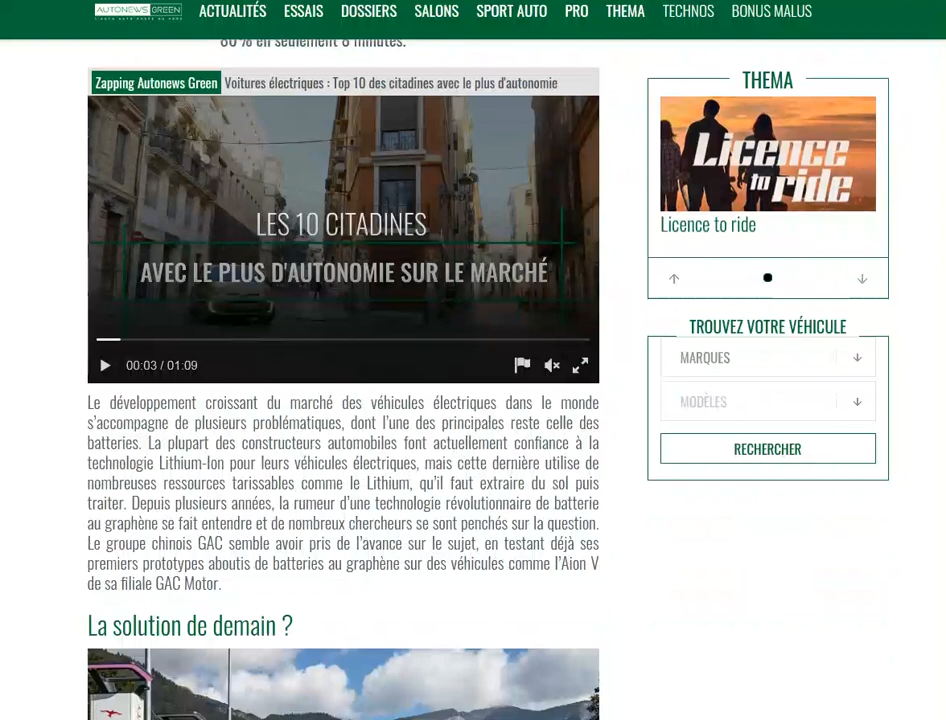 AUTONEWS GREEN
ACTUALITÉS ESSAIS DOSSIERS SALONS SPORT AUTO PRO THEMA TECHNOS BONUS MALUS
80 % en seulement 8 minutes.
Zapping Autonews Green Voitures électriques : Top 10 des citadines avec le plus d'autonomie
LES 10 CITADINES
AVEC LE PLUS D'AUTONOMIE SUR LE MARCHÉ
00:03 / 01:09
Le développement croissant du marché des véhicules électriques dans le monde
s’accompagne de plusieurs problématiques, dont l’une des principales reste celle des
batteries. La plupart des constructeurs automobiles font actuellement confiance à la
technologie Lithium-Ion pour leurs véhicules électriques, mais cette dernière utilise de
nombreuses ressources tarissables comme le Lithium, qu’il faut extraire du sol puis
traiter. Depuis plusieurs années, la rumeur d’une technologie révolutionnaire de batterie
au graphène se fait entendre et de nombreux chercheurs se sont penchés sur la question.
Le groupe chinois GAC semble avoir pris de l’avance sur le sujet, en testant déjà ses
premiers prototypes aboutis de batteries au graphène sur des véhicules comme l’Aion V
de sa filiale GAC Motor.
La solution de demain ?
THEMA
Licence
to ride
Licence to ride
TROUVEZ VOTRE VÉHICULE
MARQUES
MODÈLES
RECHERCHER